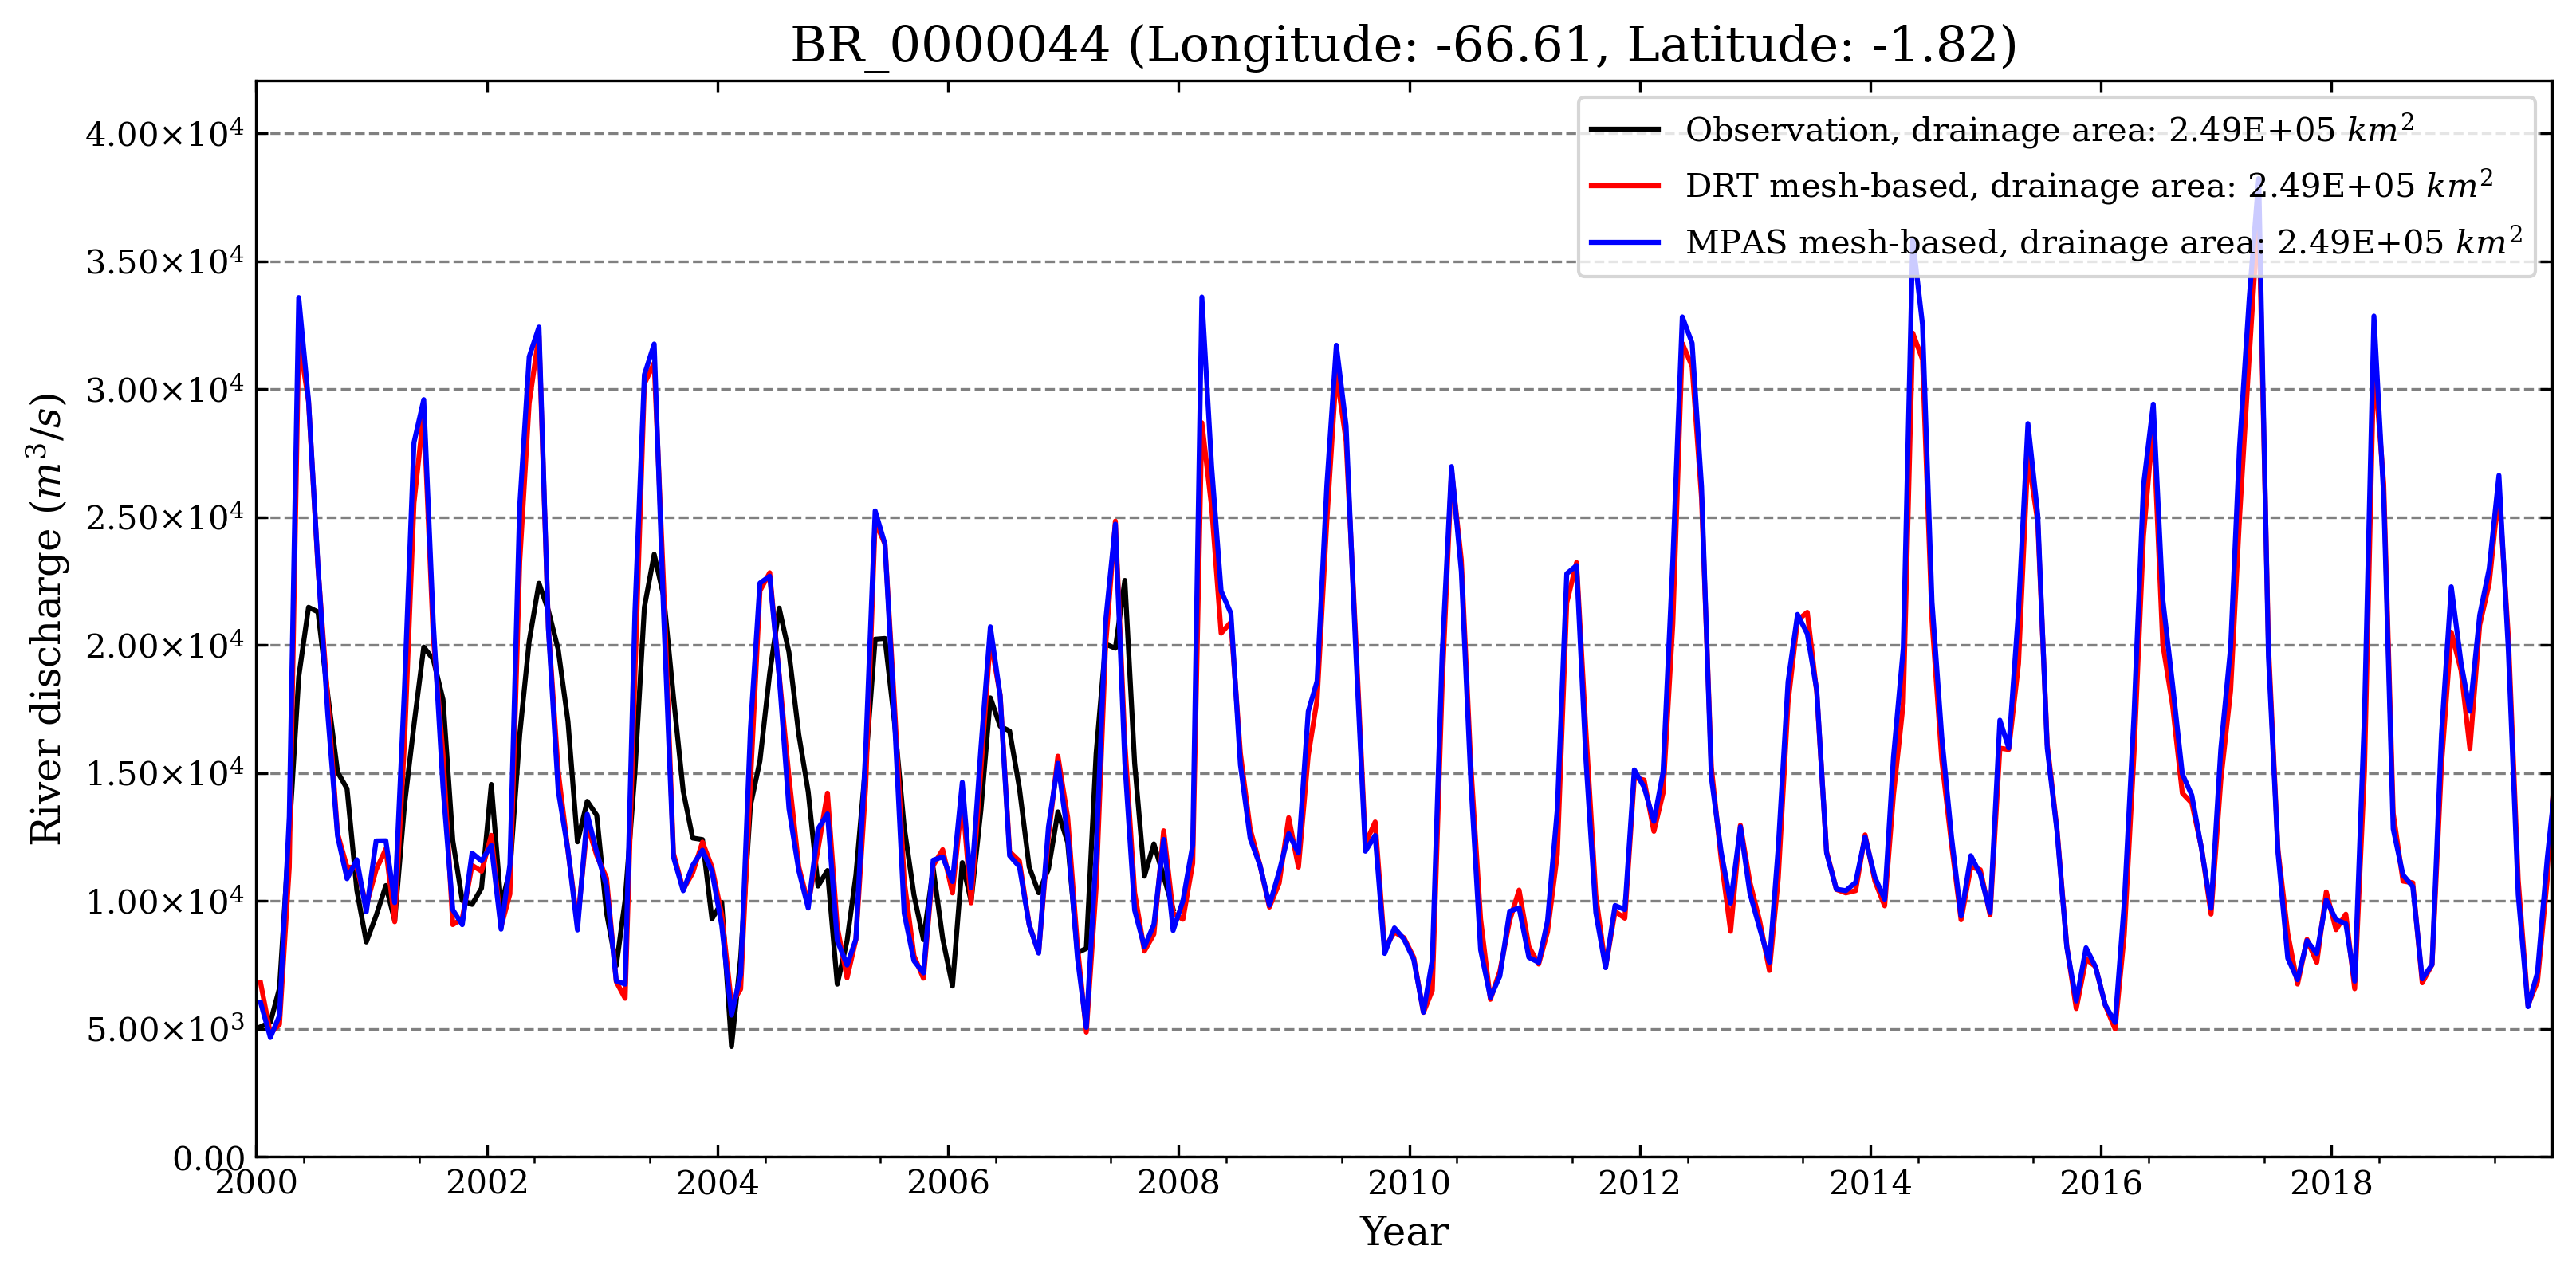 BR_0000044 (Longitude: -66.61, Latitude: -1.82)
4.00×10⁴
3.50×10⁴
3.00×10⁴
2.50×10⁴
2.00×10⁴
1.50×10⁴
1.00×10⁴
5.00×10³
0.00
River discharge (m³/s)
Observation, drainage area: 2.49E+05 km²
DRT mesh-based, drainage area: 2.49E+05 km²
MPAS mesh-based, drainage area: 2.49E+05 km²
2000 2002 2004 2006 2008 2010 2012 2014 2016 2018
Year